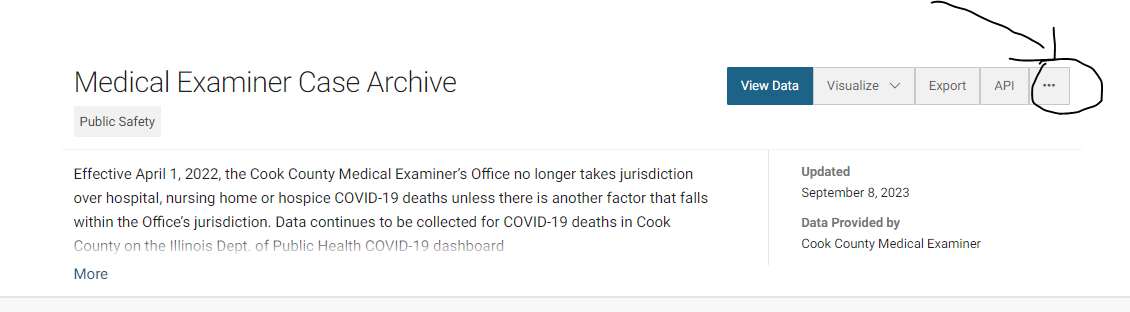 Medical Examiner Case Archive
View Data Visualize Export API ...
Public Safety
Effective April 1, 2022, the Cook County Medical Examiner’s Office no longer takes jurisdiction
over hospital, nursing home or hospice COVID-19 deaths unless there is another factor that falls
within the Office’s jurisdiction. Data continues to be collected for COVID-19 deaths in Cook
County on the Illinois Dept. of Public Health COVID-19 dashboard
More
Updated
September 8, 2023
Data Provided by
Cook County Medical Examiner